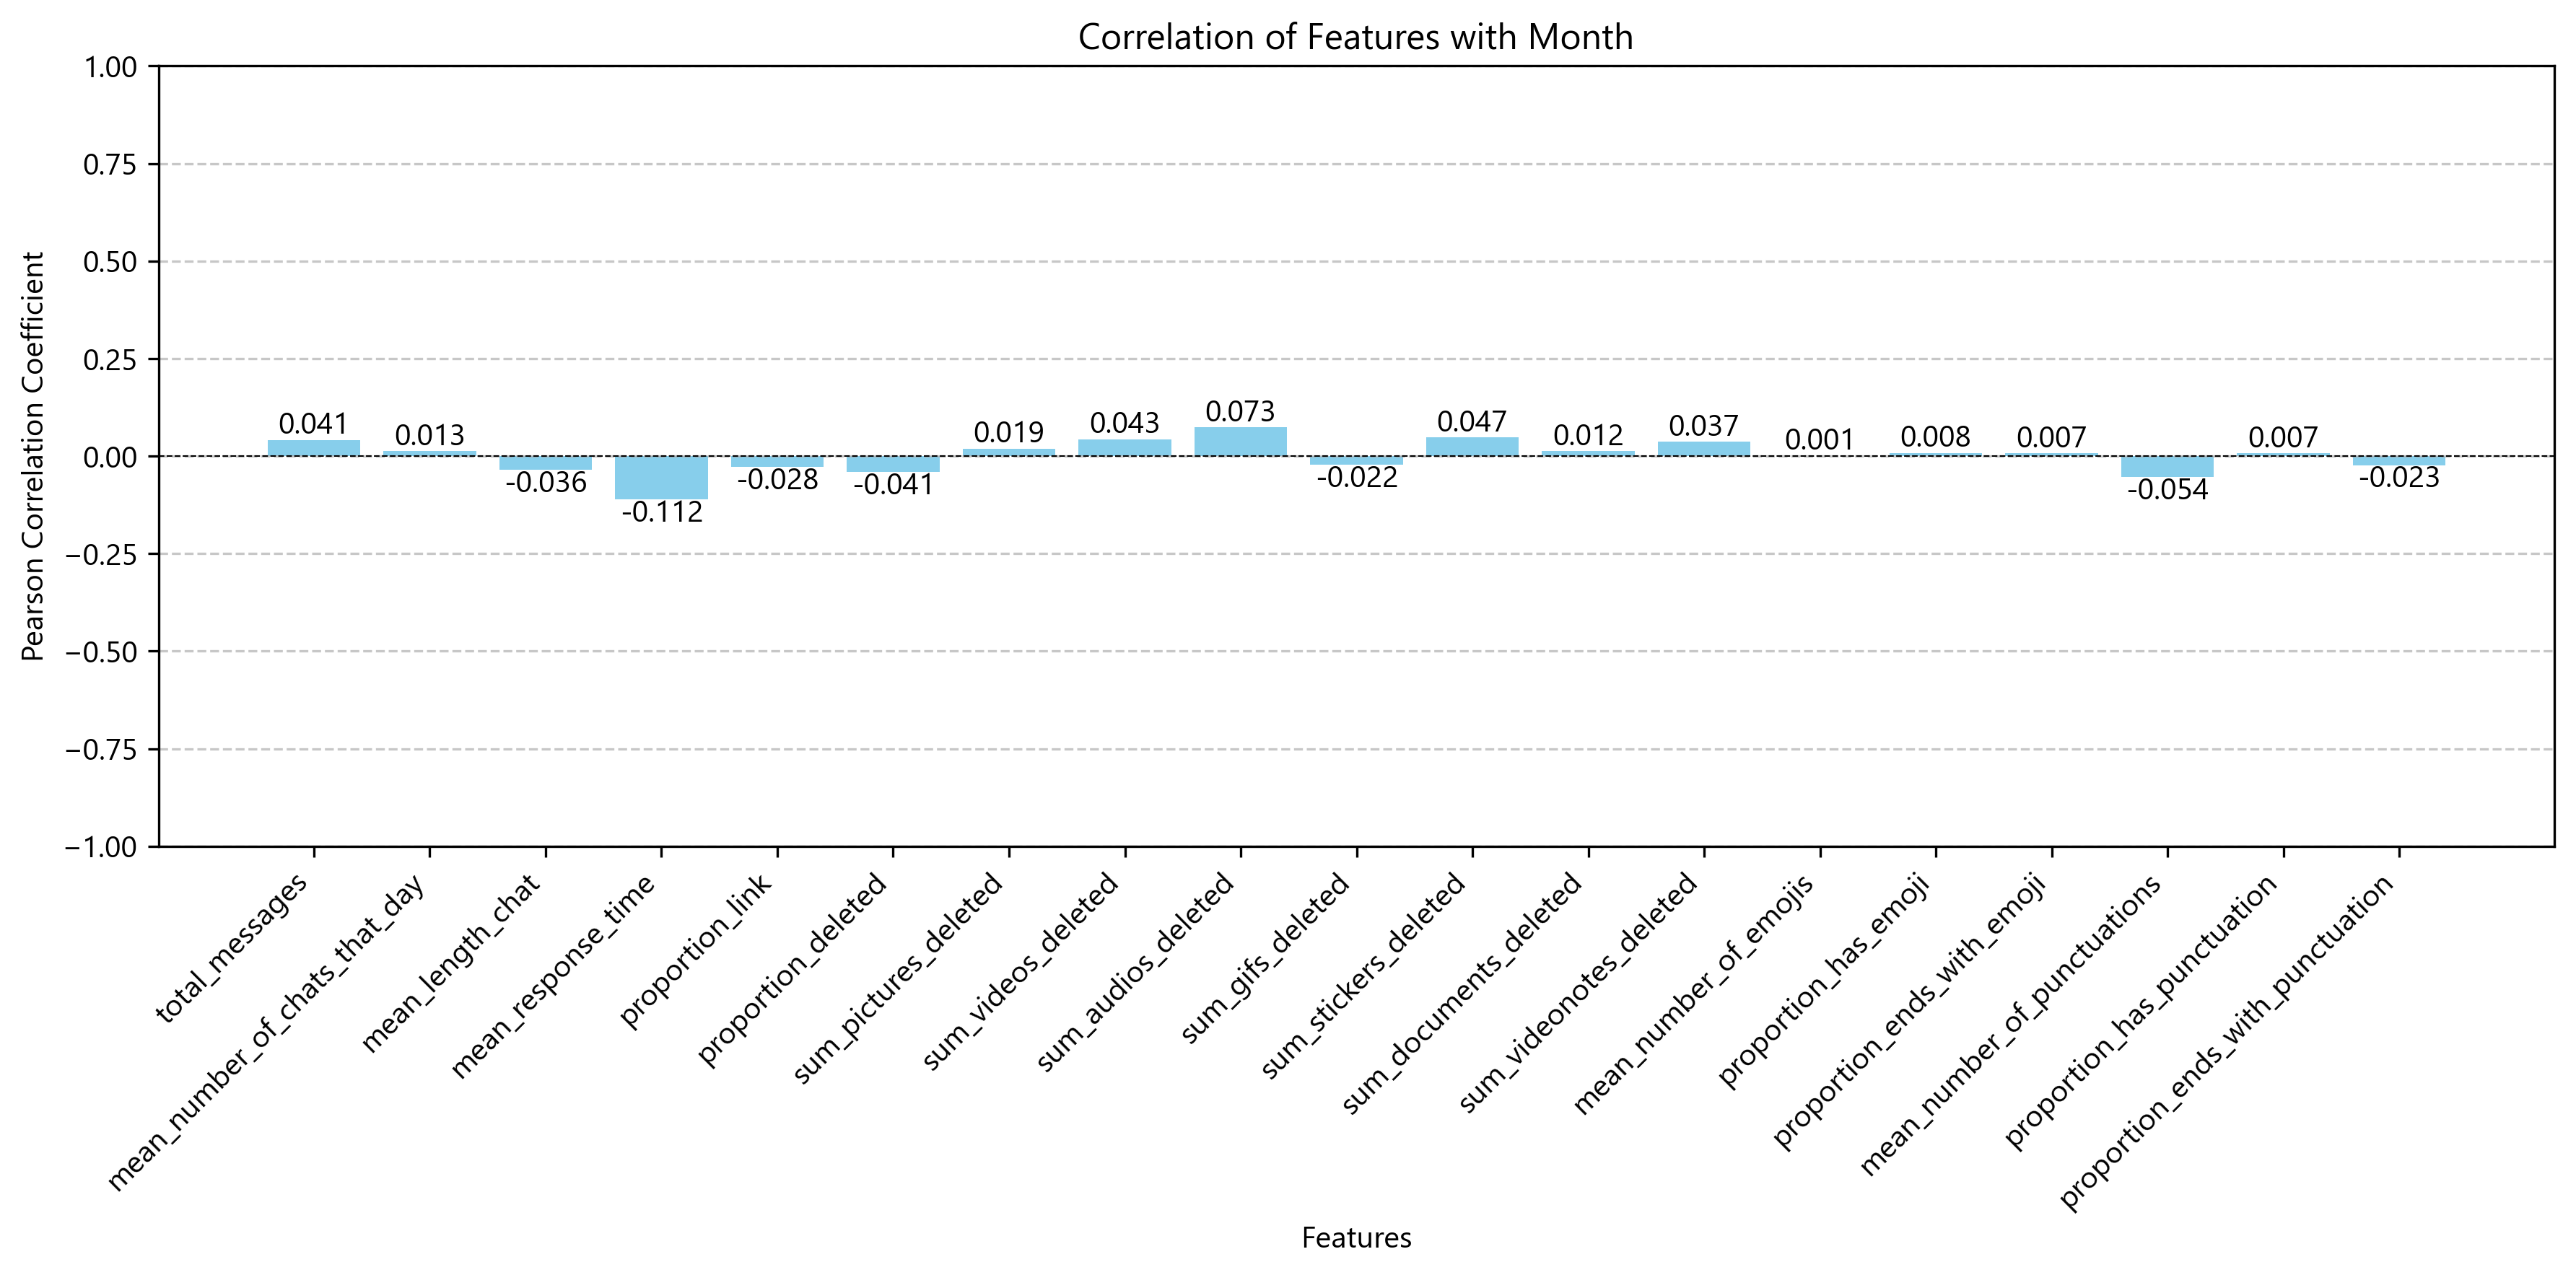 Correlation of Features with Month
Pearson Correlation Coefficient
1.00
0.75
0.50
0.25
0.00
−0.25
−0.50
−0.75
−1.00
0.041
0.013
-0.036
-0.112
-0.028
-0.041
0.019
0.043
0.073
-0.022
0.047
0.012
0.037
0.001
0.008
0.007
-0.054
0.007
-0.023
total_messages
mean_number_of_chats_that_day
mean_length_chat
mean_response_time
proportion_link
proportion_deleted
sum_pictures_deleted
sum_videos_deleted
sum_audios_deleted
sum_gifs_deleted
sum_stickers_deleted
sum_documents_deleted
sum_videonotes_deleted
mean_number_of_emojis
proportion_has_emoji
proportion_ends_with_emoji
mean_number_of_punctuations
proportion_has_punctuation
proportion_ends_with_punctuation
Features